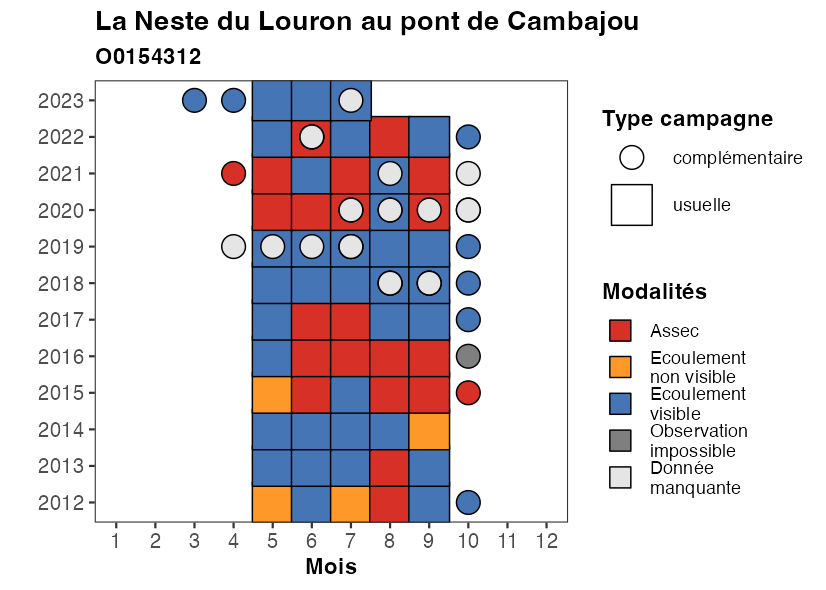 La Neste du Louron au pont de Cambajou
O0154312
2023
2022
2021
2020
2019
2018
2017
2016
2015
2014
2013
2012
1 2 3 4 5 6 7 8 9 10 11 12
Mois
Type campagne
complémentaire
usuelle
Modalités
Assec
Ecoulement
non visible
Ecoulement
visible
Observation
impossible
Donnée
manquante